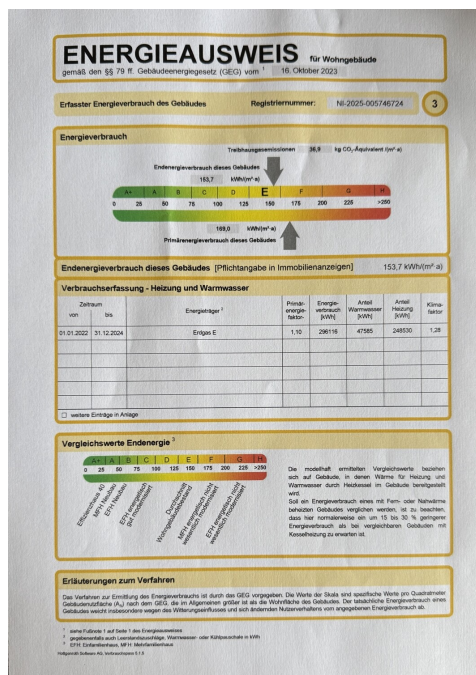 ENERGIEAUSWEIS für Wohngebäude
gemäß den §§ 79 ff. Gebäudeenergiegesetz (GEG) vom ¹ 16. Oktober 2023
Erfasster Energieverbrauch des Gebäudes Registriernummer: NI-2025-005746724 3
Energieverbrauch
Treibhausgasemissionen 36,9 kg CO₂-Äquivalent /(m²·a)
Endenergieverbrauch dieses Gebäudes
153,7 kWh/(m²·a)
A+ A B C D E F G H
0 25 50 75 100 125 150 175 200 225 >250
169,0 kWh/(m²·a)
Primärenergieverbrauch dieses Gebäudes
Endenergieverbrauch dieses Gebäudes [Pflichtangabe in Immobilienanzeigen] 153,7 kWh/(m²·a)
Verbrauchserfassung - Heizung und Warmwasser
Zeitraum
von bis
Energieträger ²
Primär-
energie-
faktor-
Energie-
verbrauch
[kWh]
Anteil
Warmwasser
[kWh]
Anteil
Heizung
[kWh]
Klima-
faktor
01.01.2022 31.12.2024 Erdgas E 1,10 296116 47585 248530 1,28
weitere Einträge in Anlage
Vergleichswerte Endenergie ³
A+ A B C D E F G H
0 25 50 75 100 125 150 175 200 225 >250
Effizienzhaus 40
MFH Neubau
EFH Neubau
EFH energetisch
gut modernisiert
Durchschnitt
Wohngebäudebestand
MFH energetisch nicht
wesentlich modernisiert
EFH energetisch nicht
wesentlich modernisiert
Die modellhaft ermittelten Vergleichswerte beziehen
sich auf Gebäude, in denen Wärme für Heizung und
Warmwasser durch Heizkessel im Gebäude bereitgestellt
wird.
Soll ein Energieverbrauch eines mit Fern- oder Nahwärme
beheizten Gebäudes verglichen werden, ist zu beachten,
dass hier normalerweise ein um 15 bis 30 % geringerer
Energieverbrauch als bei vergleichbaren Gebäuden mit
Kesselheizung zu erwarten ist.
Erläuterungen zum Verfahren
Das Verfahren zur Ermittlung des Energieverbrauchs ist durch das GEG vorgegeben. Die Werte der Skala sind spezifische Werte pro Quadratmeter
Gebäudenutzfläche (Aₙ) nach dem GEG, die im Allgemeinen größer ist als die Wohnfläche des Gebäudes. Der tatsächliche Energieverbrauch eines
Gebäudes weicht insbesondere wegen des Witterungseinflusses und sich ändernden Nutzerverhaltens vom angegebenen Energieverbrauch ab.
¹ siehe Fußnote 1 auf Seite 1 des Energieausweises
² gegebenenfalls auch Leerstandszuschläge, Warmwasser- oder Kühlpauschale in kWh
³ EFH: Einfamilienhaus, MFH: Mehrfamilienhaus